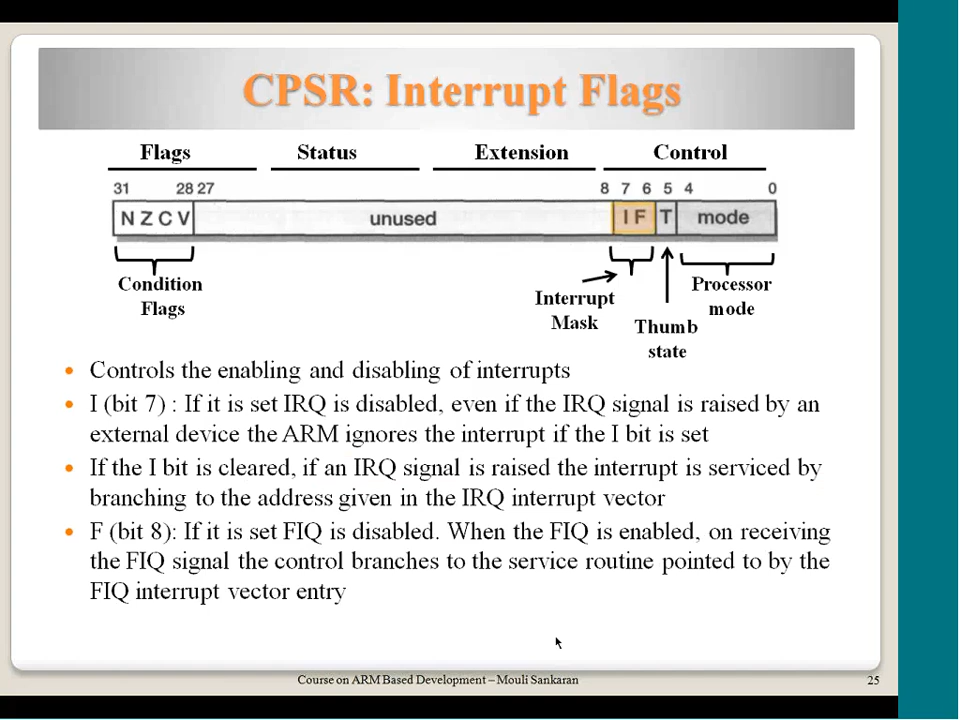 CPSR: Interrupt Flags
Flags Status Extension Control
31 28 27 8 7 6 5 4 0
N Z C V unused I F T mode
Condition
Flags
Interrupt
Mask
Thumb
state
Processor
mode
• Controls the enabling and disabling of interrupts
• I (bit 7) : If it is set IRQ is disabled, even if the IRQ signal is raised by an
external device the ARM ignores the interrupt if the I bit is set
• If the I bit is cleared, if an IRQ signal is raised the interrupt is serviced by
branching to the address given in the IRQ interrupt vector
• F (bit 8): If it is set FIQ is disabled. When the FIQ is enabled, on receiving
the FIQ signal the control branches to the service routine pointed to by the
FIQ interrupt vector entry
Course on ARM Based Development – Mouli Sankaran 25